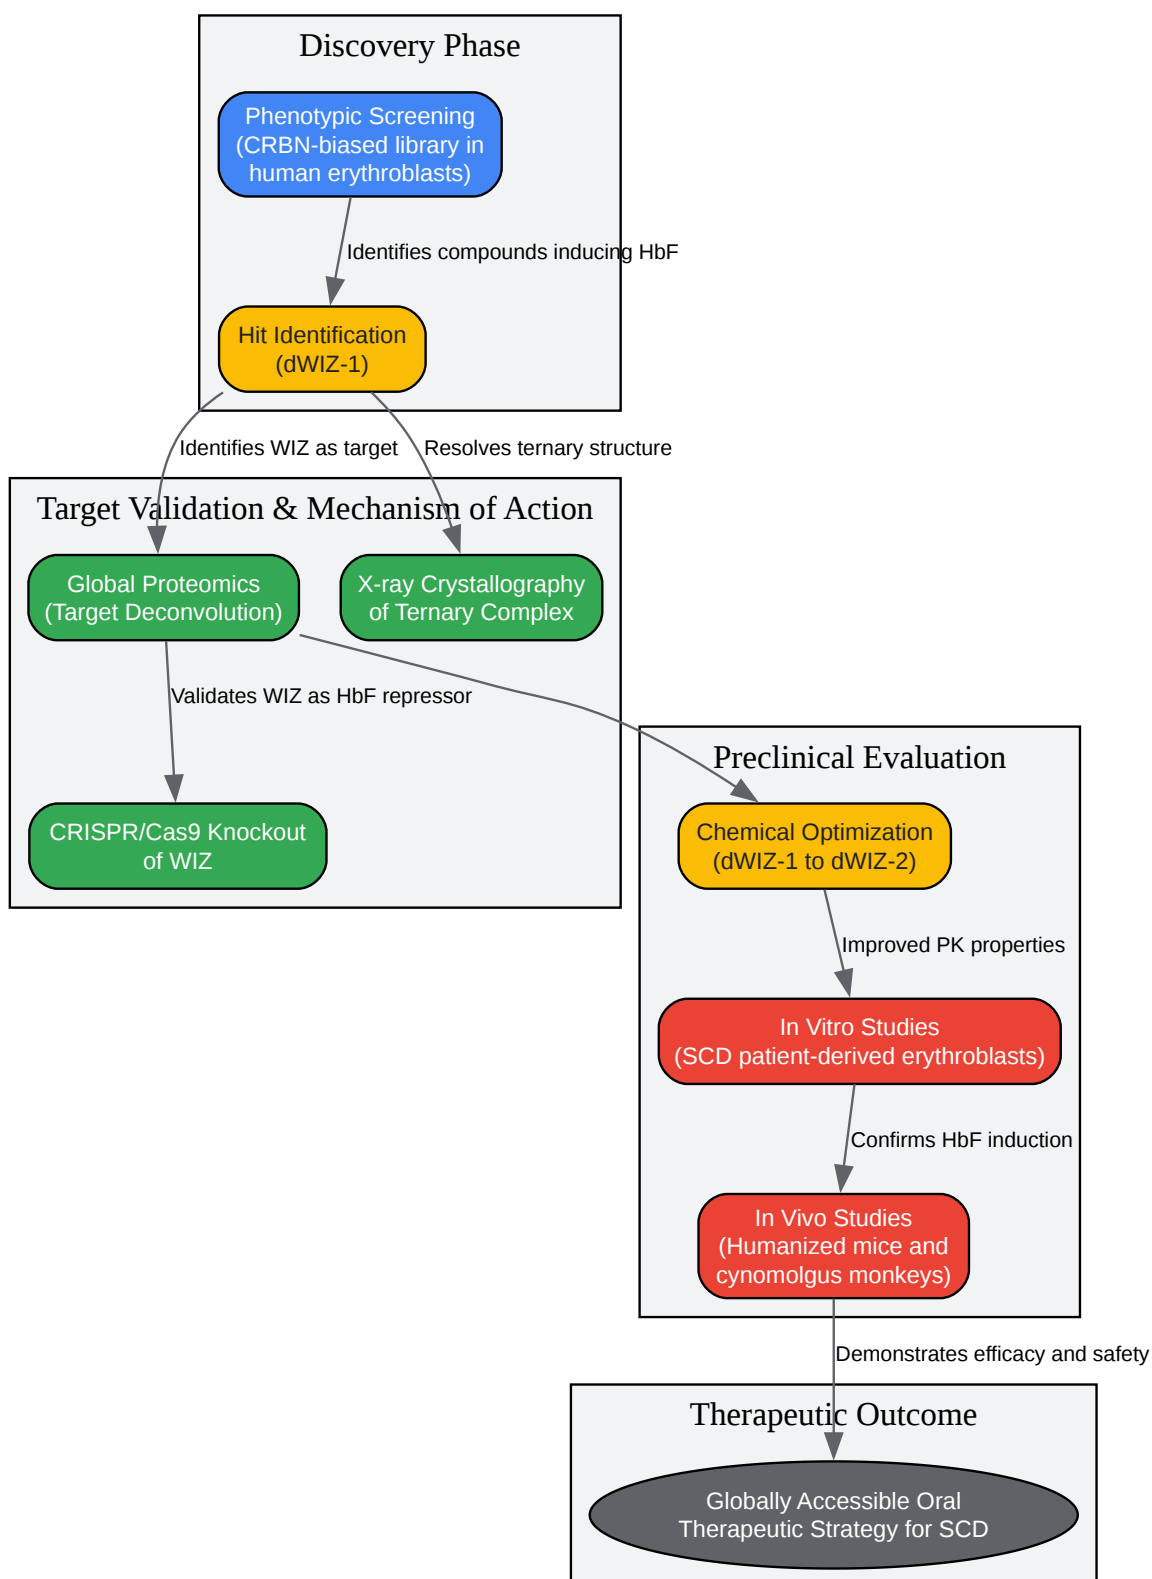 Discovery Phase
Phenotypic Screening
(CRBN-biased library in
human erythroblasts)
Identifies compounds inducing HbF
Hit Identification
(dWIZ-1)
Identifies WIZ as target
Resolves ternary structure
Target Validation & Mechanism of Action
Global Proteomics
(Target Deconvolution)
X-ray Crystallography
of Ternary Complex
Validates WIZ as HbF repressor
CRISPR/Cas9 Knockout
of WIZ
Preclinical Evaluation
Chemical Optimization
(dWIZ-1 to dWIZ-2)
Improved PK properties
In Vitro Studies
(SCD patient-derived erythroblasts)
Confirms HbF induction
In Vivo Studies
(Humanized mice and
cynomolgus monkeys)
Demonstrates efficacy and safety
Therapeutic Outcome
Globally Accessible Oral
Therapeutic Strategy for SCD